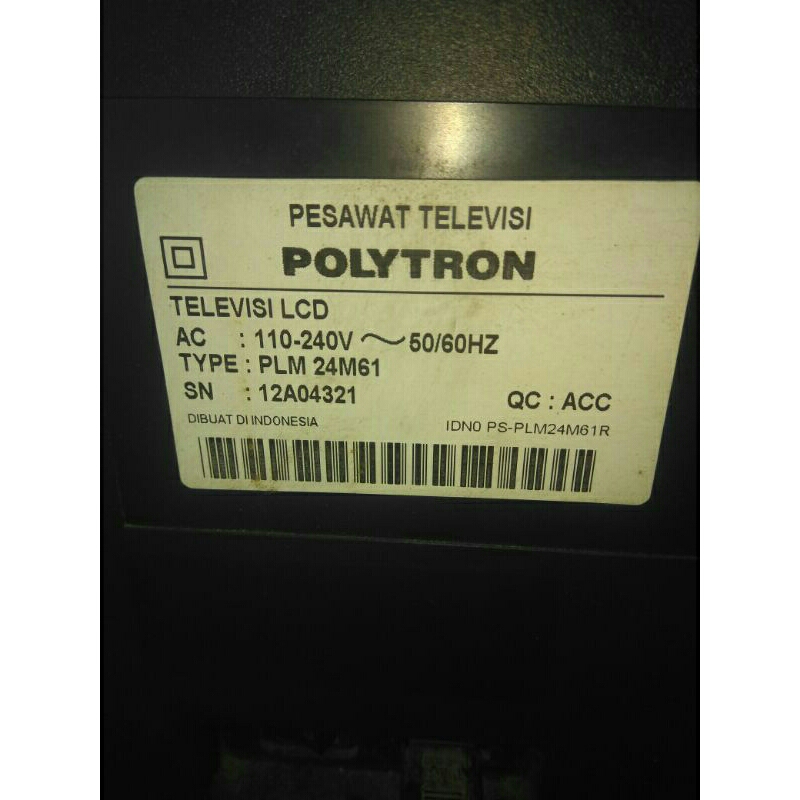 PESAWAT TELEVISI
POLYTRON
TELEVISI LCD
AC : 110-240V ~ 50/60HZ
TYPE : PLM 24M61
SN : 12A04321
QC : ACC
DIBUAT DI INDONESIA
IDN0 PS-PLM24M61R